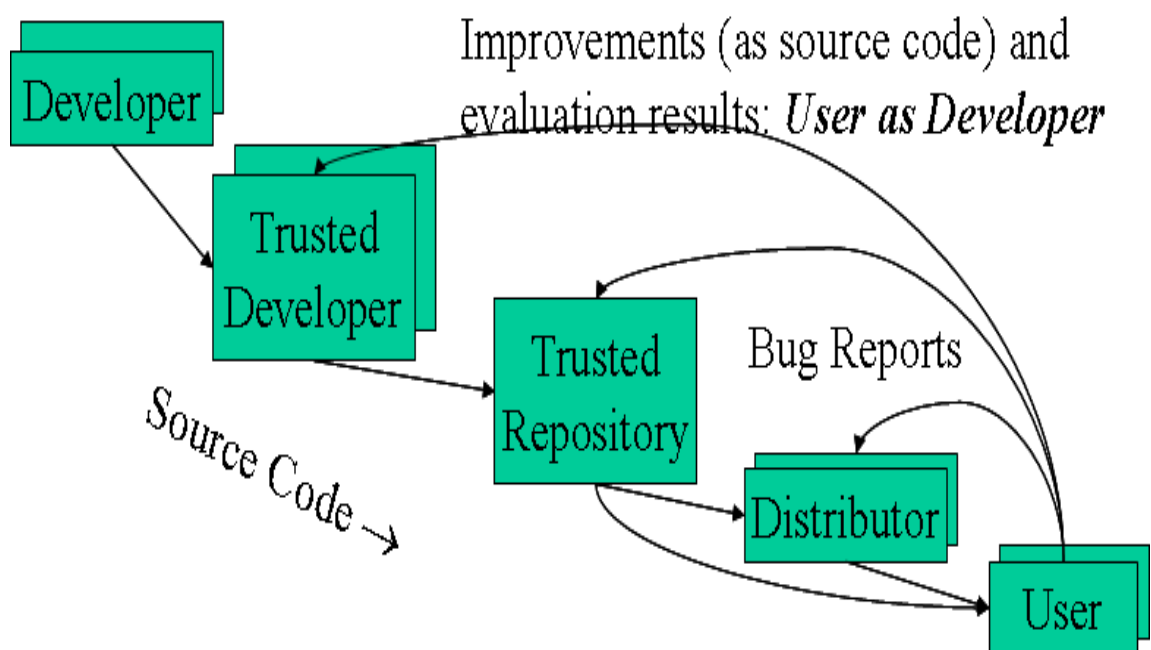 Improvements (as source code) and
evaluation results: User as Developer
Developer
Trusted
Developer
Trusted
Repository
Bug Reports
Source Code →
Distributor
User